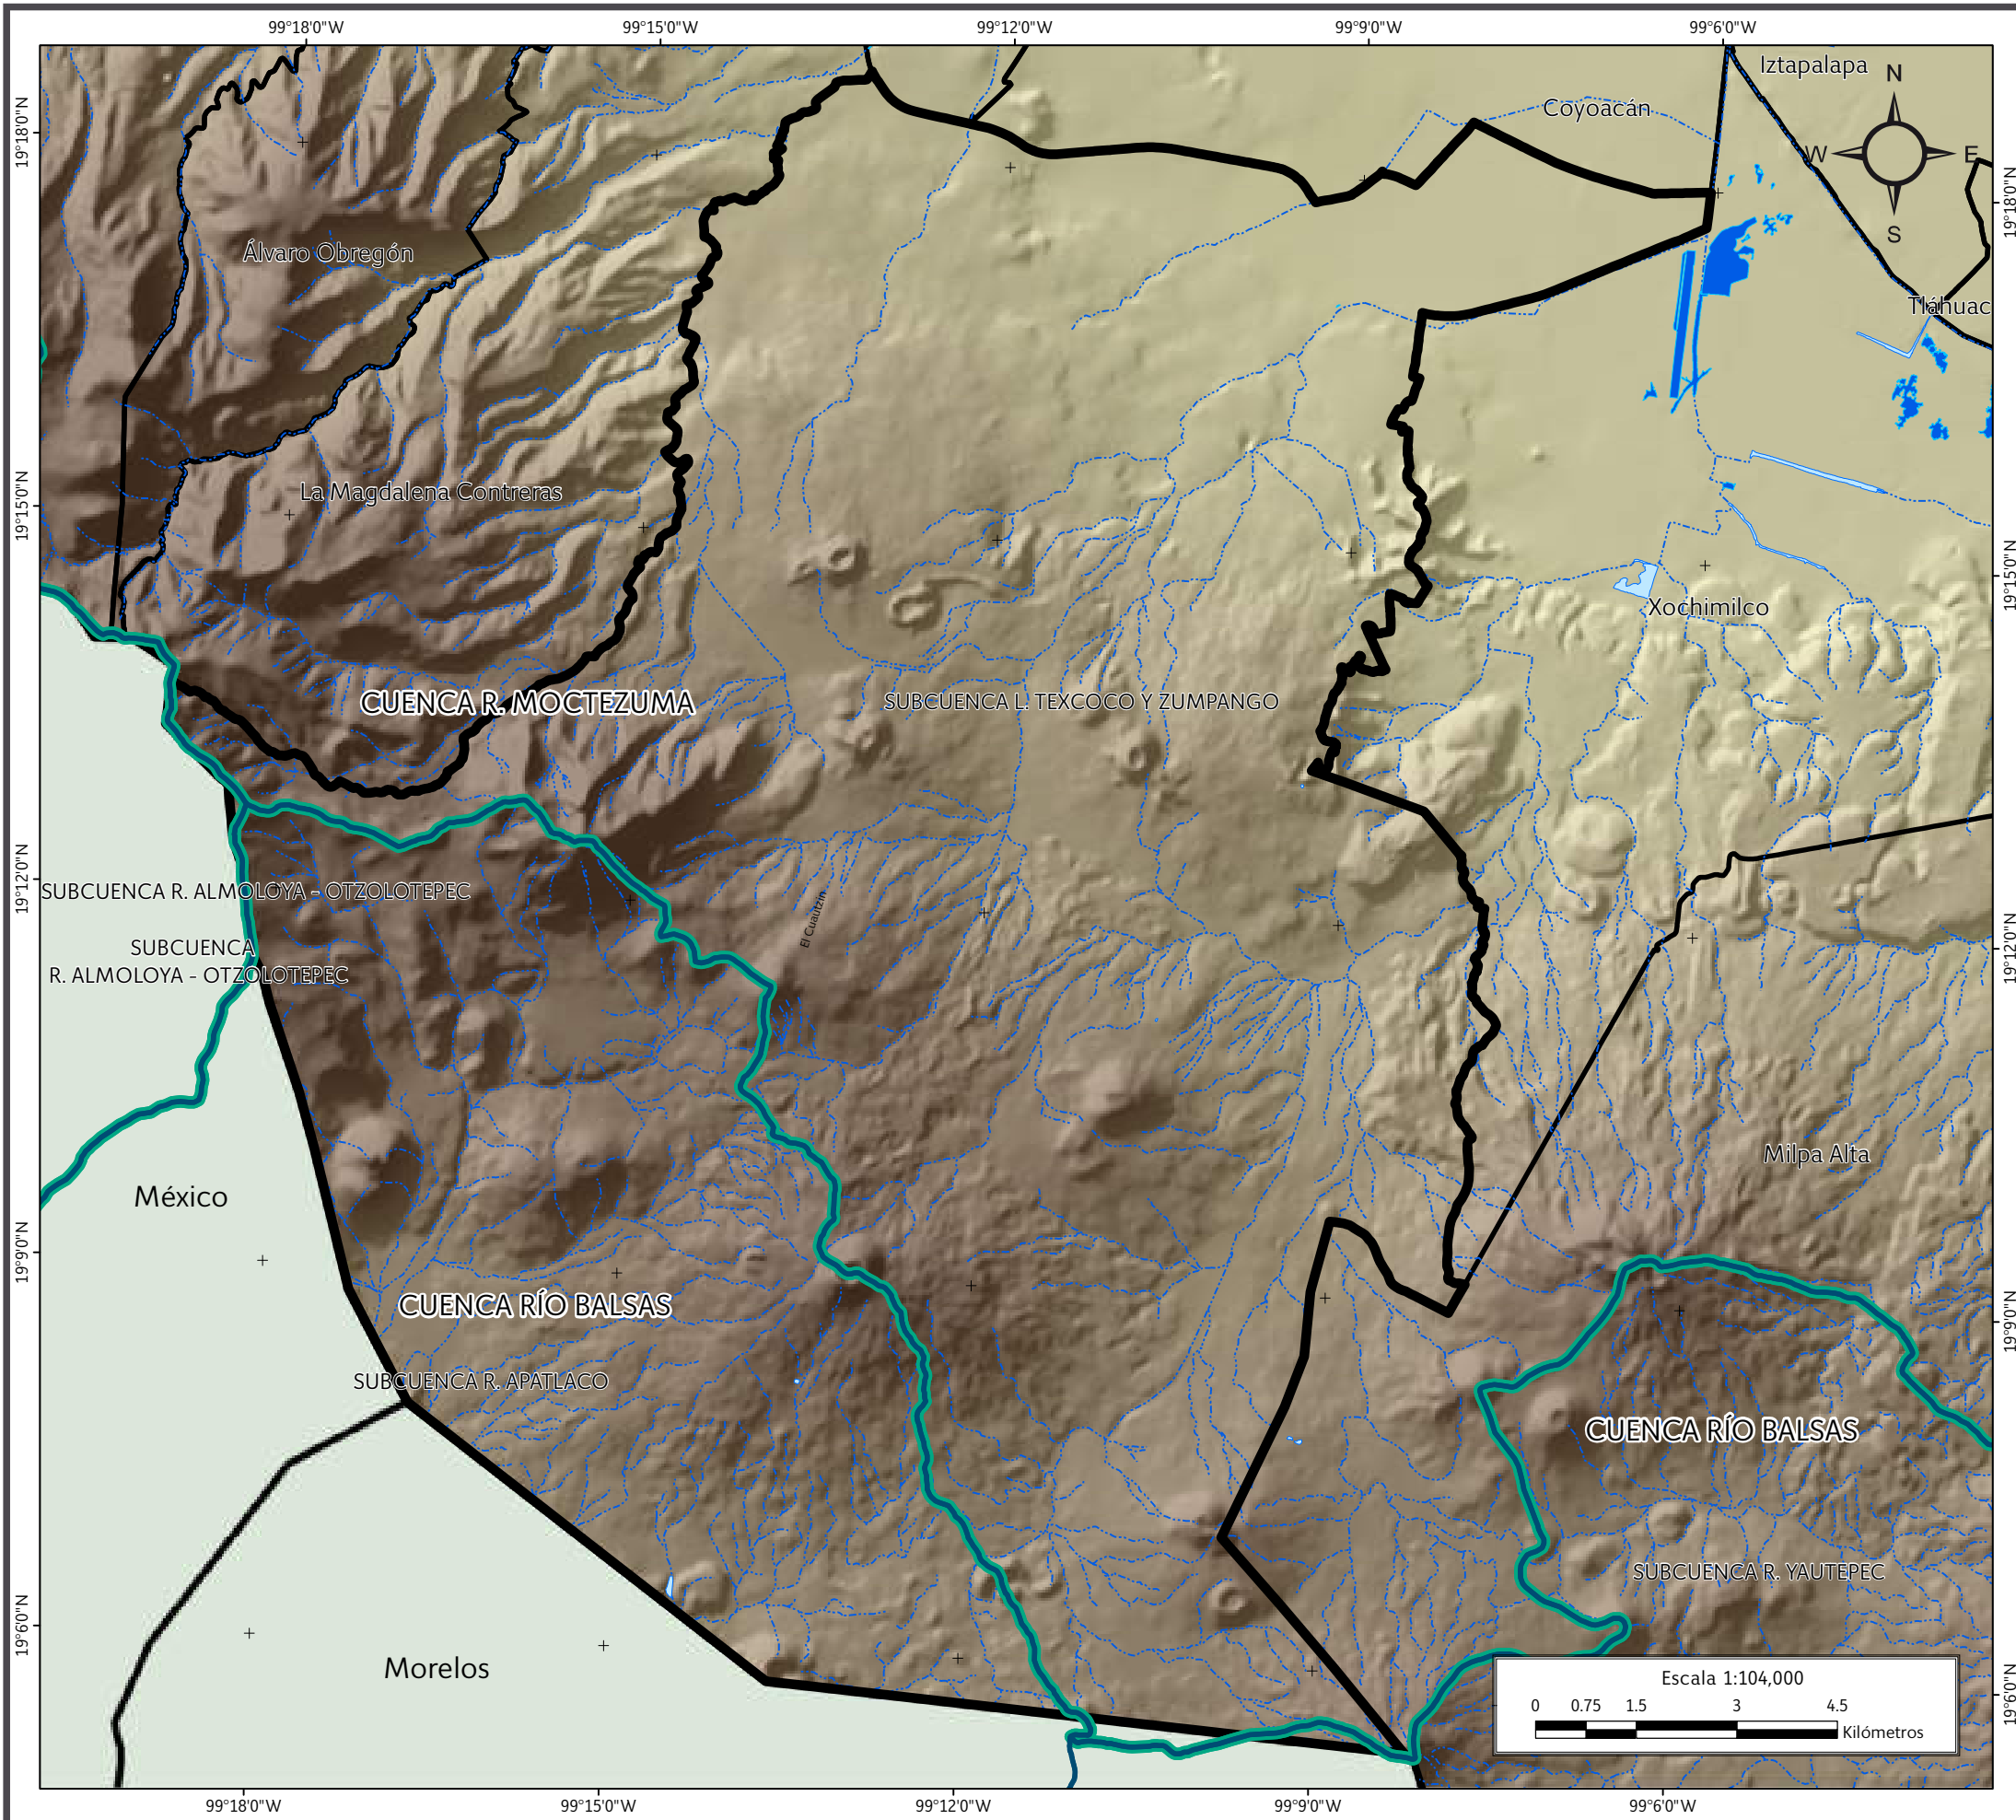 99°18'0"W
99°15'0"W
99°12'0"W
99°9'0"W
99°6'0"W
Iztapalapa
N
Coyoacán
19°18'0"N
W
E
19°18'0"N
S
Álvaro Obregón
Tláhuac
La Magdalena Contreras
19°15'0"N
19°15'0"N
Xochimilco
CUENCA R. MOCTEZUMA
SUBCUENCA L. TEXCOCO Y ZUMPANGO
19°12'0"N
SUBCUENCA R. ALMOLOYA - OTZOLOTEPEC
El Cuautzin
SUBCUENCA
R. ALMOLOYA - OTZOLOTEPEC
19°12'0"N
Milpa Alta
México
19°9'0"N
CUENCA RÍO BALSAS
19°9'0"N
SUBCUENCA R. APATLACO
CUENCA RÍO BALSAS
SUBCUENCA R. YAUTEPEC
19°6'0"N
Morelos
19°6'0"N
Escala 1:104,000
0 0.75 1.5 3 4.5
Kilómetros
99°18'0"W
99°15'0"W
99°12'0"W
99°9'0"W
99°6'0"W